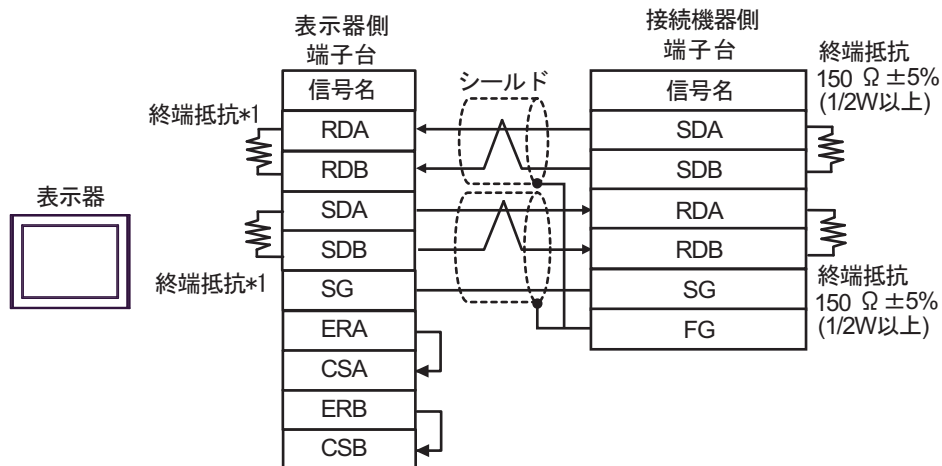 表示器側
端子台
接続機器側
端子台
終端抵抗
150 Ω ±5%
(1/2W以上)
シールド
信号名
信号名
終端抵抗*1
RDA
SDA
RDB
SDB
表示器
SDA
RDA
SDB
RDB
終端抵抗*1
終端抵抗
150 Ω ±5%
(1/2W以上)
SG
SG
ERA
FG
CSA
ERB
CSB